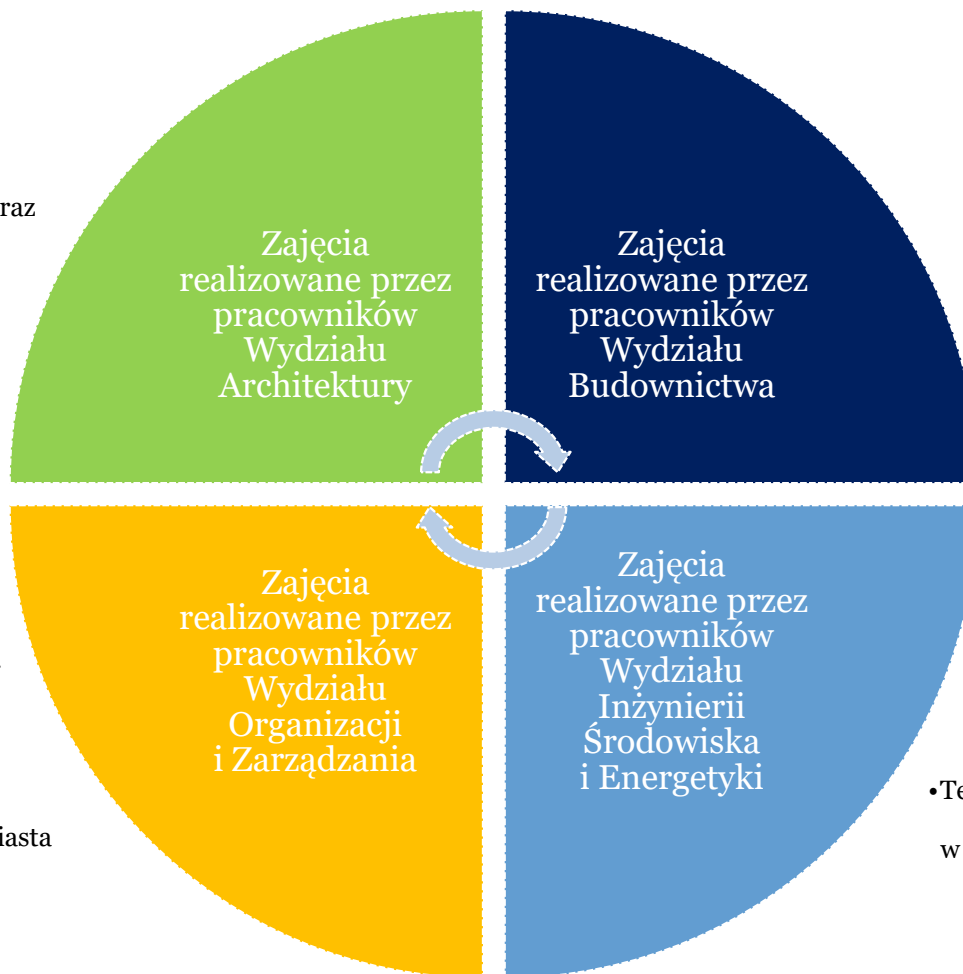 raz
Zajęcia
realizowane przez
pracowników
Wydziału
Architektury
Zajęcia
realizowane przez
pracowników
Wydziału
Budownictwa
Zajęcia
realizowane przez
pracowników
Wydziału
Organizacji
i Zarządzania
iasta
Zajęcia
realizowane przez
pracowników
Wydziału
Inżynierii
Środowiska
i Energetyki
•Te
w